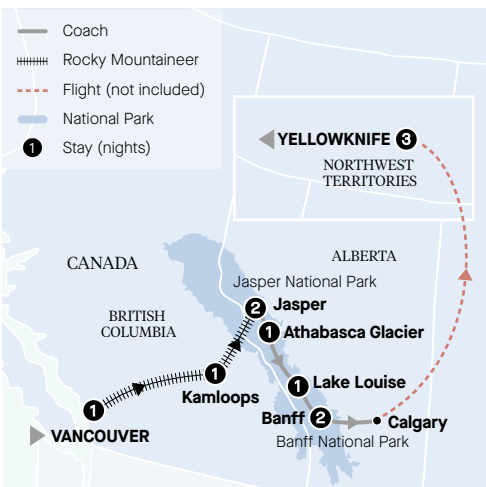 Coach
Rocky Mountaineer
Flight (not included)
National Park
1 Stay (nights)
YELLOWKNIFE 3
NORTHWEST
TERRITORIES
CANADA
ALBERTA
Jasper National Park
2 Jasper
BRITISH
COLUMBIA
1 Athabasca Glacier
1
Kamloops
1 Lake Louise
1
VANCOUVER
Banff 2
Calgary
Banff National Park